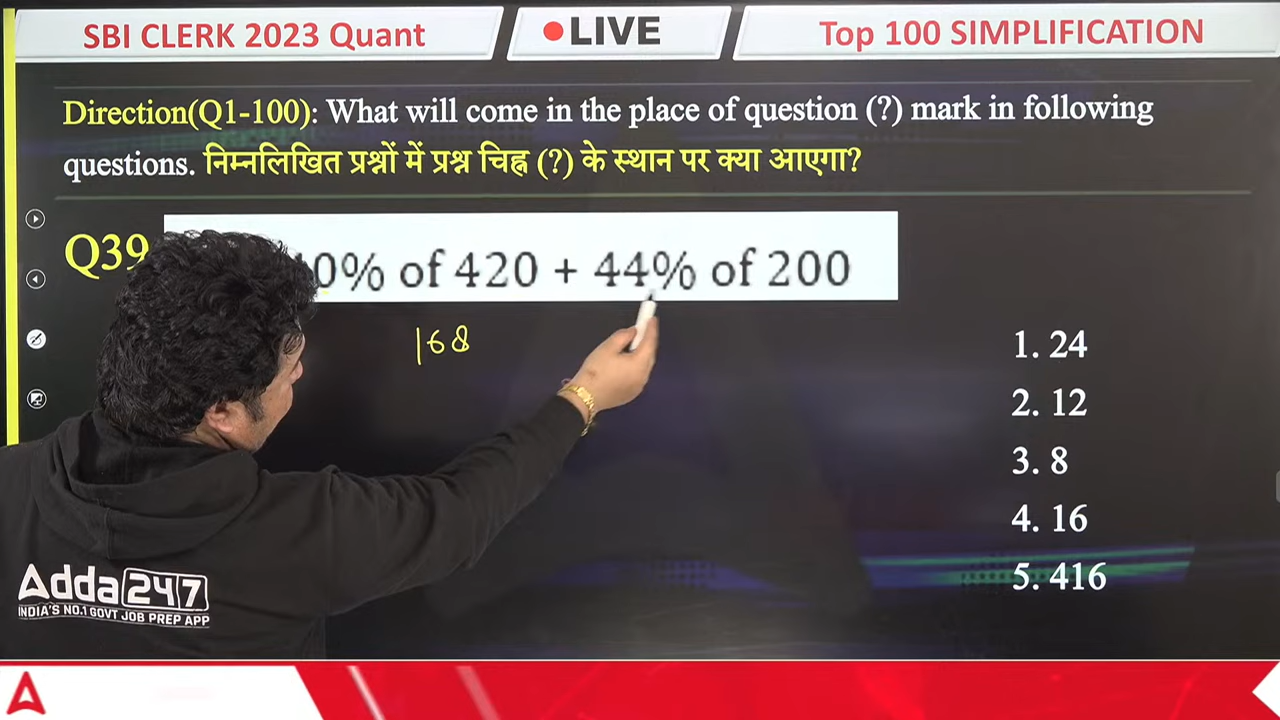 SBI CLERK 2023 Quant
LIVE
Top 100 SIMPLIFICATION
Direction(Q1-100): What will come in the place of question (?) mark in following
questions. निम्नलिखित प्रश्नों में प्रश्न चिह्न (?) के स्थान पर क्या आएगा?
Q39
0% of 420 + 44% of 200
168
1. 24
2. 12
3. 8
4. 16
5. 416
Adda247
INDIA'S NO.1 GOVT JOB PREP APP